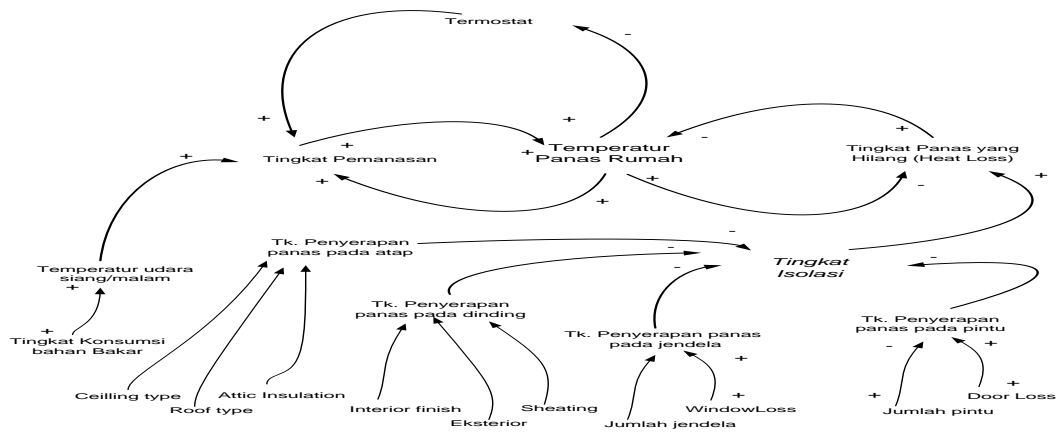 Termostat
Tingkat Pemanasan
Temperatur
Panas Rumah
Tingkat Panas yang
Hilang (Heat Loss)
Temperatur udara
siang/malam
Tk. Penyerapan
panas pada atap
Tingkat
Isolasi
Tk. Penyerapan
panas pada dinding
Tk. Penyerapan panas
pada jendela
Tk. Penyerapan
panas pada pintu
Tingkat Konsumsi
bahan Bakar
Ceilling type
Roof type
Attic Insulation
Interior finish
Eksterior
Sheating
Jumlah jendela
WindowLoss
Jumlah pintu
Door Loss